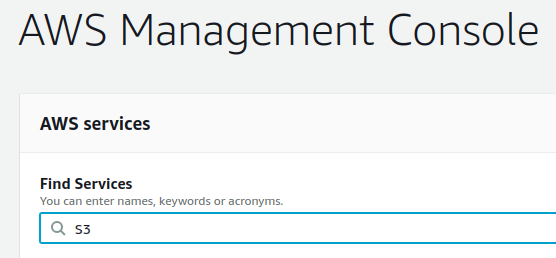 AWS Management Console
AWS services
Find Services
You can enter names, keywords or acronyms.
S3